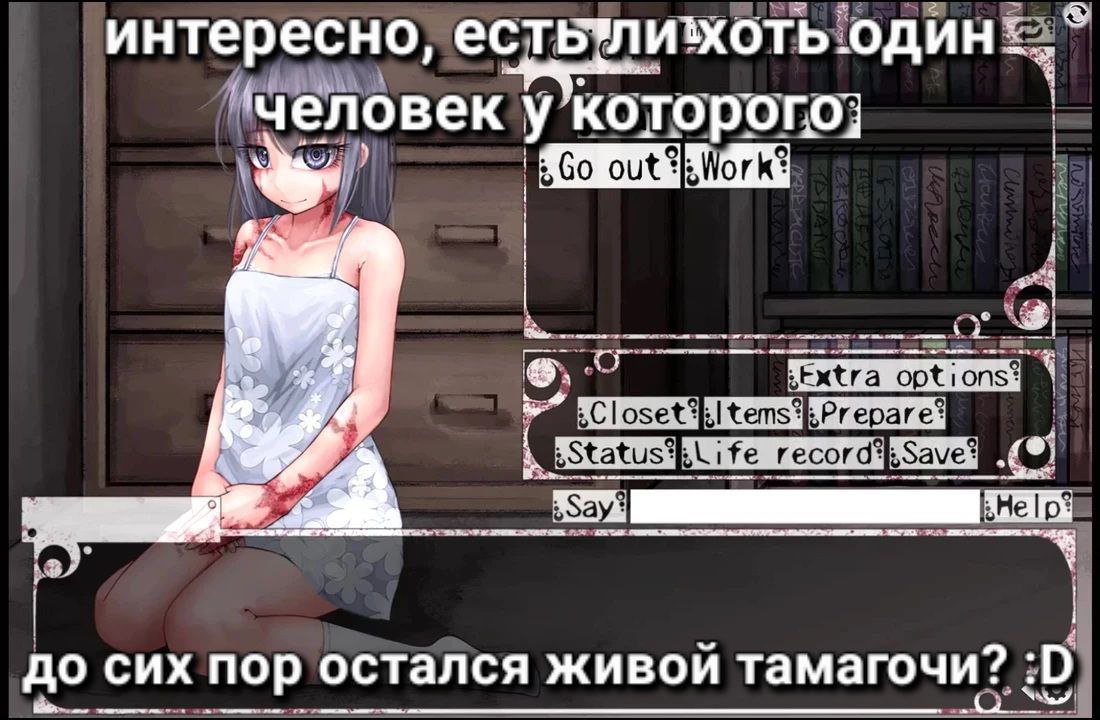 интересно, есть ли хоть один
человек у которого
Go out Work
Extra options
Closet Items Prepare
Status Life record Save
Say Help
до сих пор остался живой тамагочи? :D